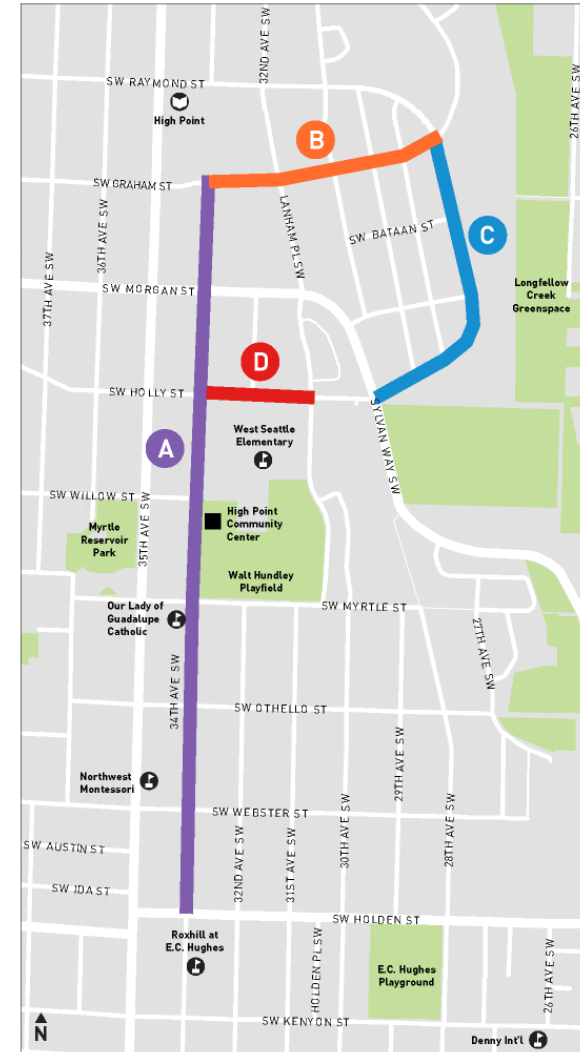 32ND AVE SW
26TH AVE SW
SW RAYMOND ST
High Point
B
SW GRAHAM ST
36TH AVE SW
37TH AVE SW
LANHAM PL SW
SW BATAAN ST
C
Longfellow
Creek
Greenspace
SW MORGAN ST
D
SW HOLLY ST
A
West Seattle
Elementary
SYLVAN WAY SW
SW WILLOW ST
35TH AVE SW
Myrtle
Reservoir
Park
High Point
Community
Center
Walt Hundley
Playfield
Our Lady of
Guadalupe
Catholic
SW MYRTLE ST
27TH AVE SW
34TH AVE SW
SW OTHELLO ST
Northwest
Montessori
29TH AVE SW
SW WEBSTER ST
30TH AVE SW
28TH AVE SW
32ND AVE SW
31ST AVE SW
SW AUSTIN ST
SW IDA ST
SW HOLDEN ST
Roxhill at
E.C. Hughes
HOLDEN PL SW
E.C. Hughes
Playground
26TH AVE SW
N
SW KENYON ST
Denny Int'l